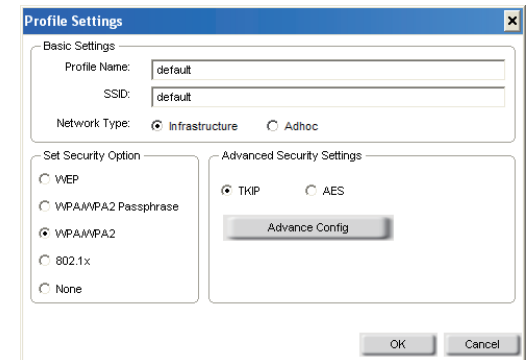 Profile Settings
Basic Settings
Profile Name: default
SSID: default
Network Type: Infrastructure Adhoc
Set Security Option
WEP
WPA/WPA2 Passphrase
WPA/WPA2
802.1x
None
Advanced Security Settings
TKIP AES
Advance Config
OK Cancel